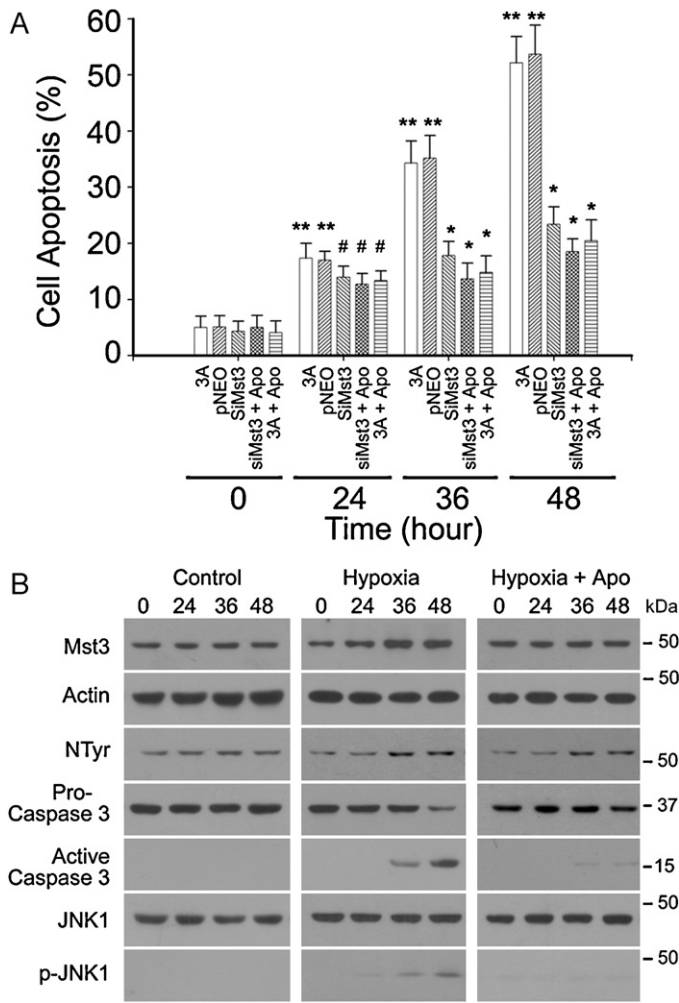 A
Cell Apoptosis (%)
60
50
40
30
20
10
0
** ** # # #
** ** * * *
** ** * * *
3A pNEO SiMst3 siMst3 + Apo 3A + Apo 3A pNEO SiMst3 siMst3 + Apo 3A + Apo 3A pNEO SiMst3 siMst3 + Apo 3A + Apo 3A pNEO SiMst3 siMst3 + Apo 3A + Apo
0 24 36 48
Time (hour)
B
Control Hypoxia Hypoxia + Apo
0 24 36 48 0 24 36 48 0 24 36 48 kDa
Mst3 - 50
- 50
Actin
NTyr
- 50
Pro-
Caspase 3 - 37
Active
Caspase 3 - 15
- 50
JNK1
- 50
p-JNK1